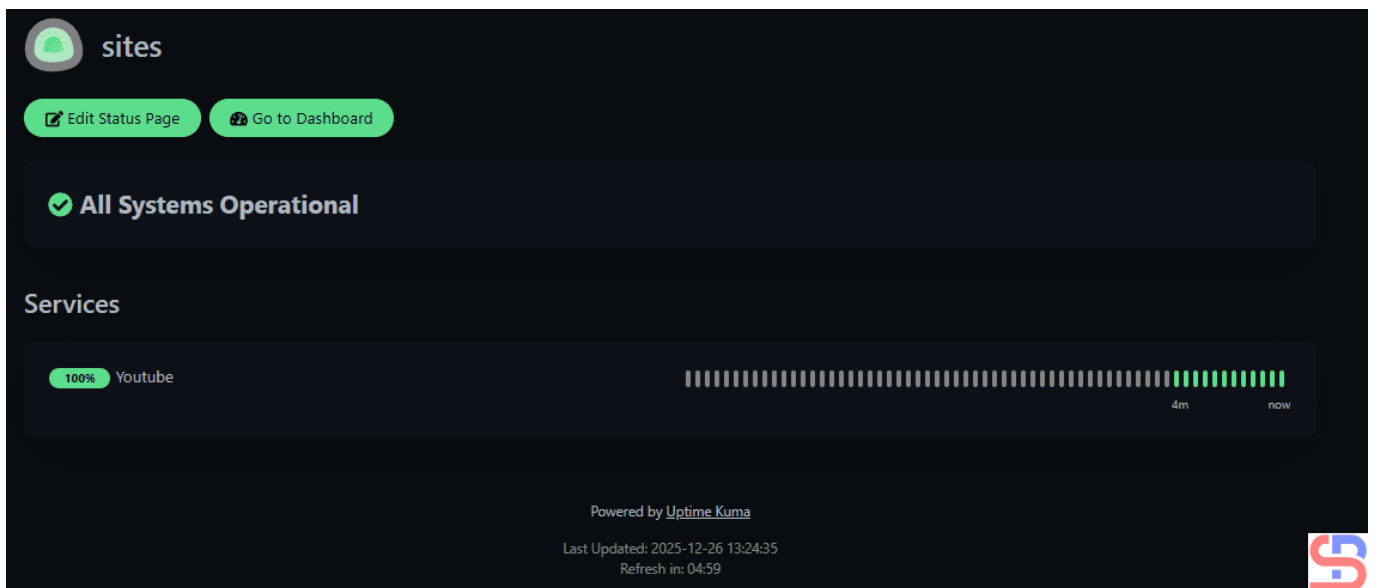 sites
Edit Status Page
Go to Dashboard
All Systems Operational
Services
100% Youtube
4m now
Powered by Uptime Kuma
Last Updated: 2025-12-26 13:24:35
Refresh in: 04:59